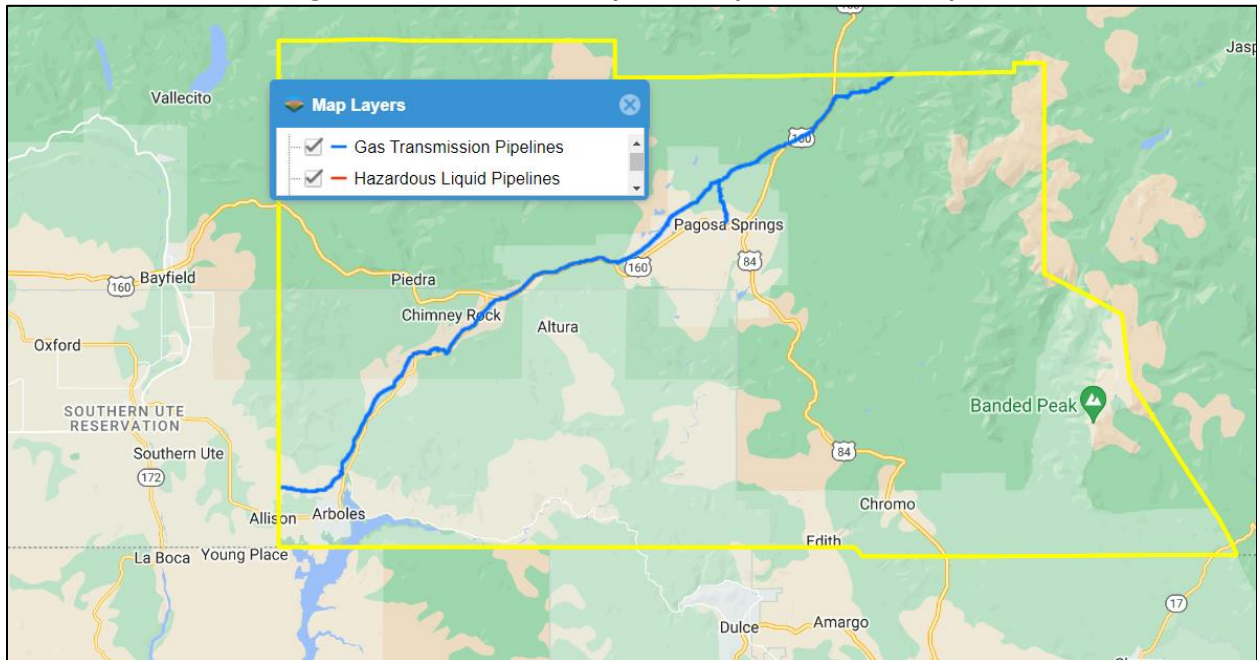 Jasp
Vallecito
Map Layers
Gas Transmission Pipelines
Hazardous Liquid Pipelines
160
Pagosa Springs
160
84
Bayfield
160
Piedra
Chimney Rock
Altura
Oxford
SOUTHERN UTE
RESERVATION
Banded Peak
Southern Ute
172
84
Chromo
Allison
Arboles
Edith
La Boca
Young Place
17
Dulce
Amargo